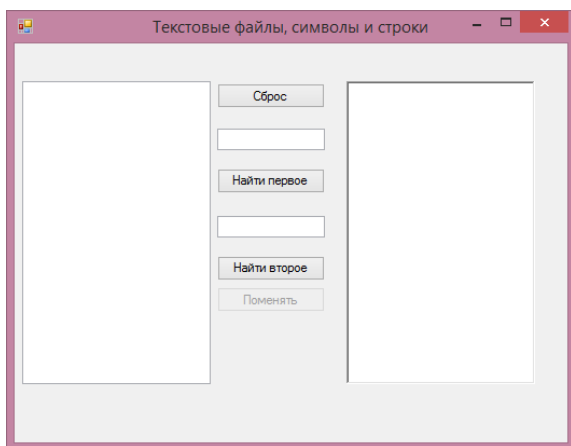 Текстовые файлы, символы и строки
Сброс
Найти первое
Найти второе
Поменять